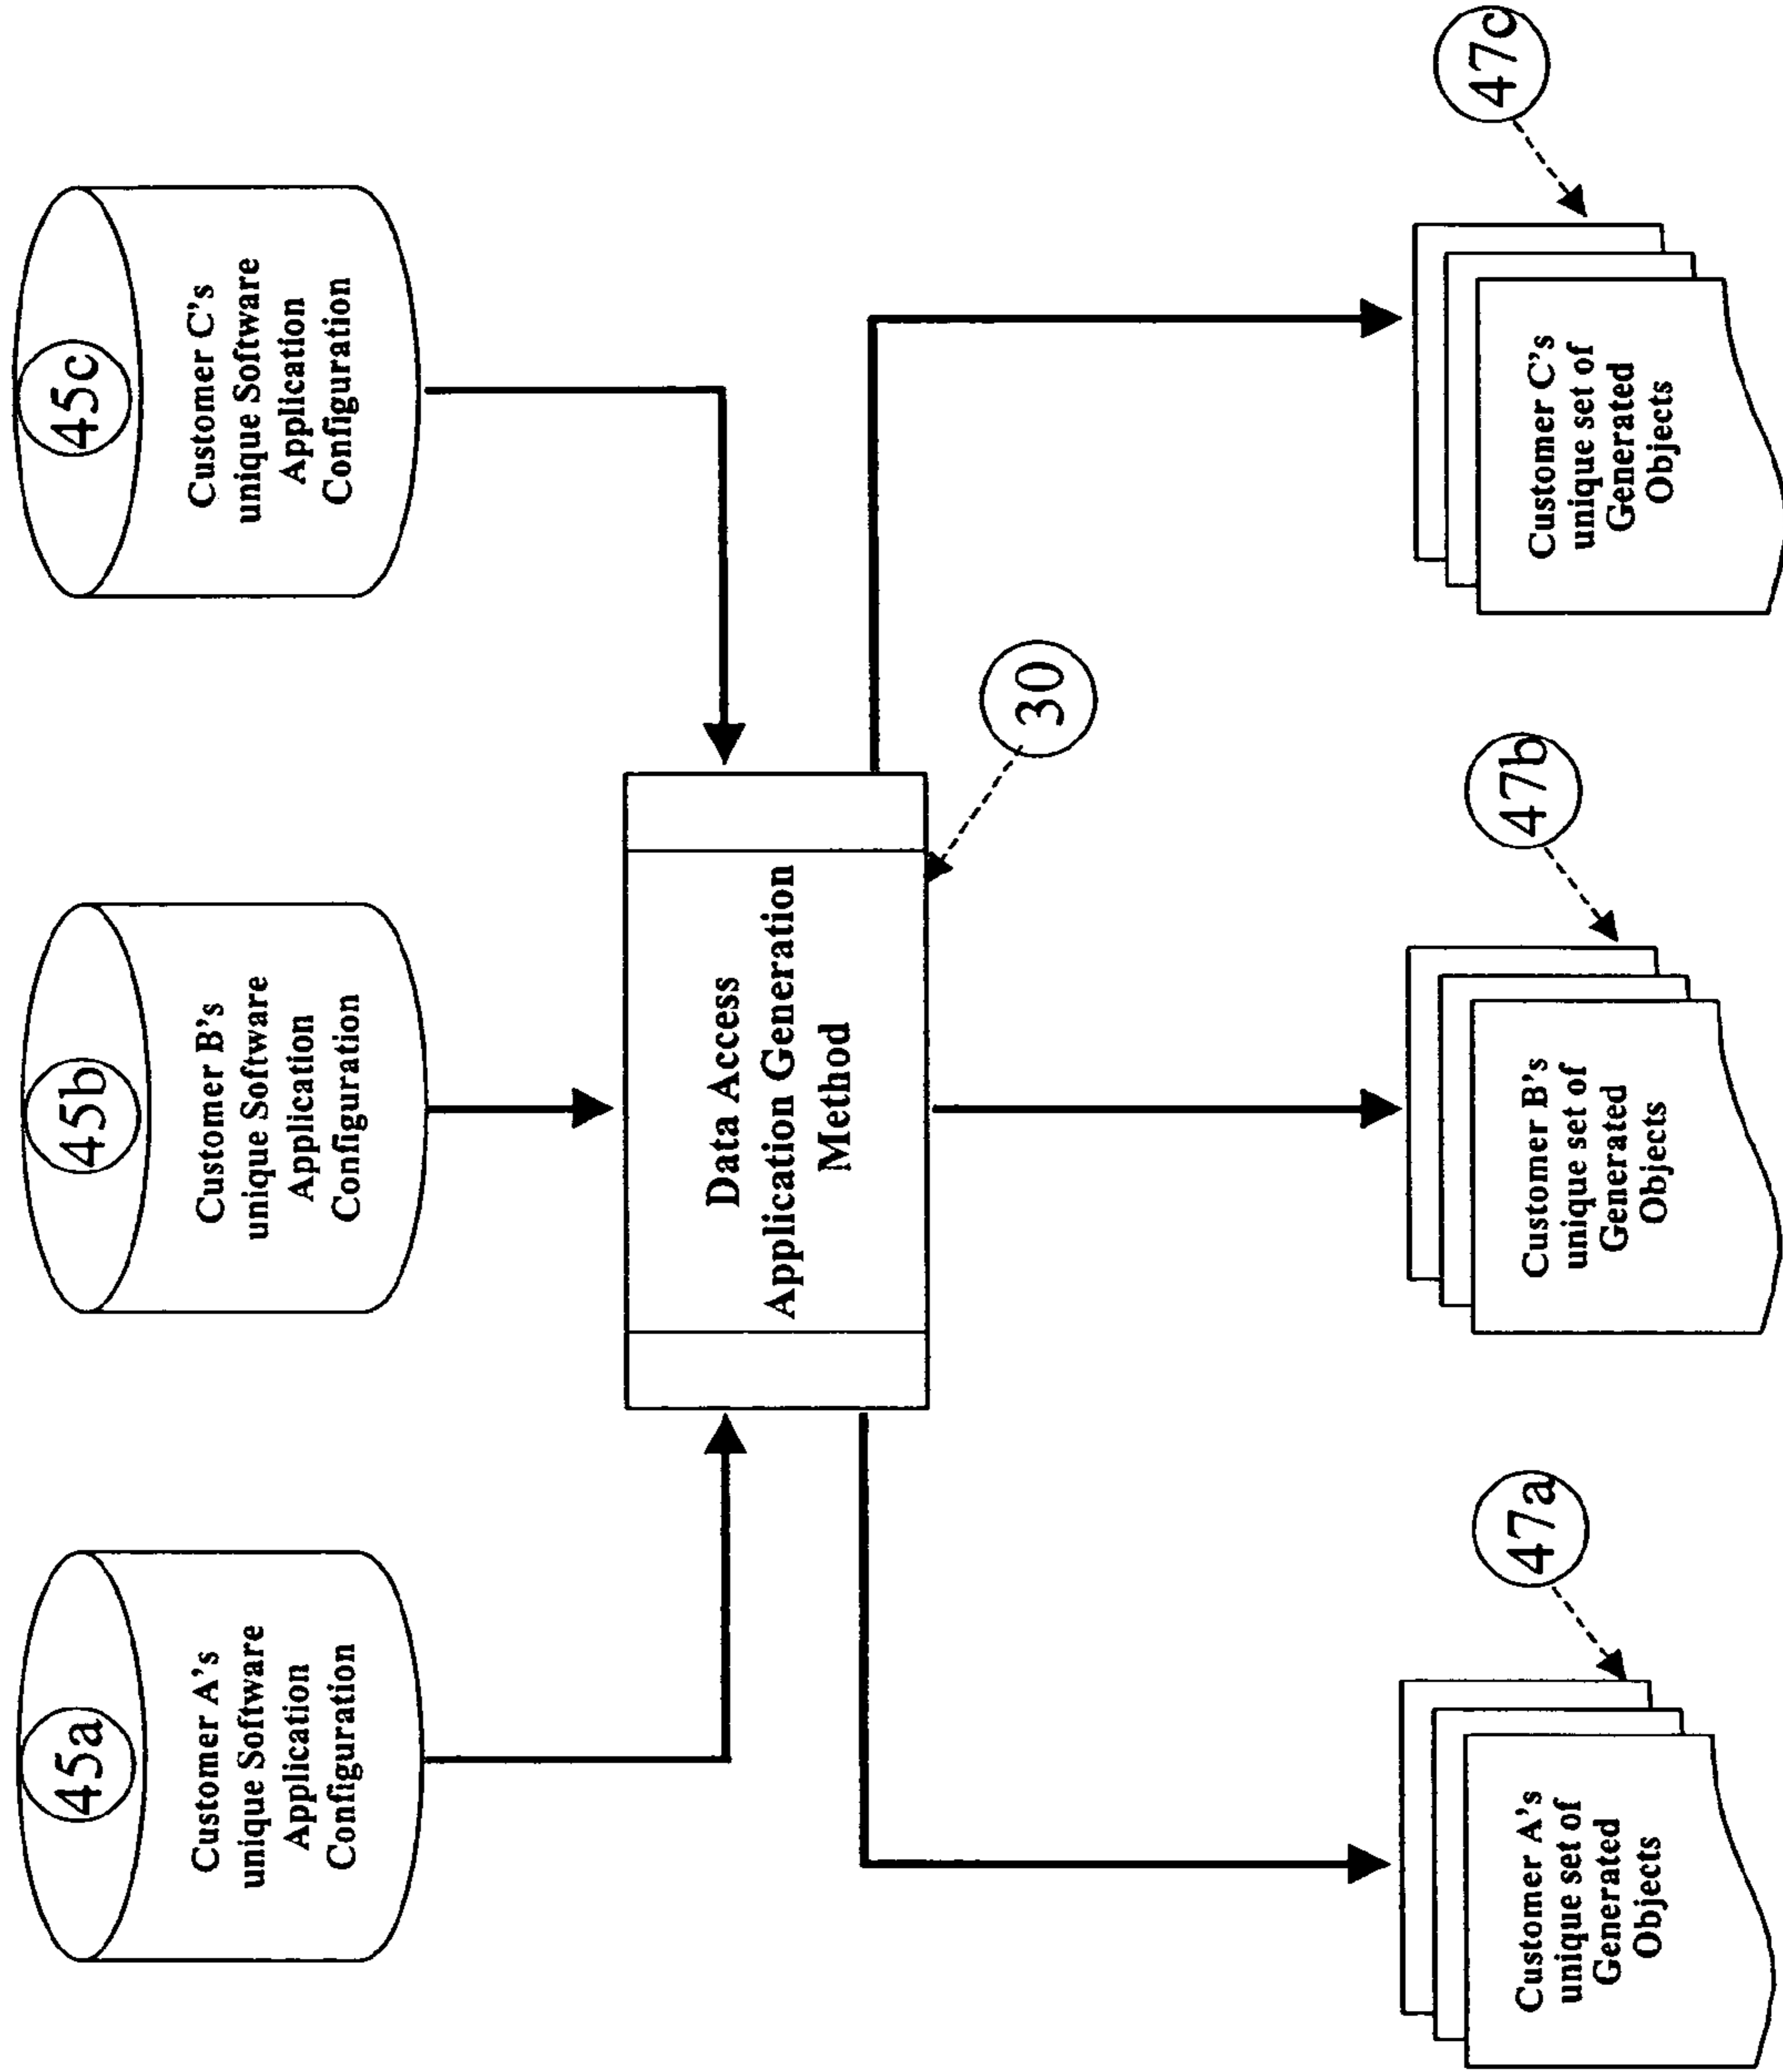 45a
Customer A's
unique Software
Application
Configuration
45b
Customer B's
unique Software
Application
Configuration
45c
Customer C's
unique Software
Application
Configuration
Data Access
Application Generation
Method
30
47a
Customer A's
unique set of
Generated
Objects
47b
Customer B's
unique set of
Generated
Objects
47c
Customer C's
unique set of
Generated
Objects